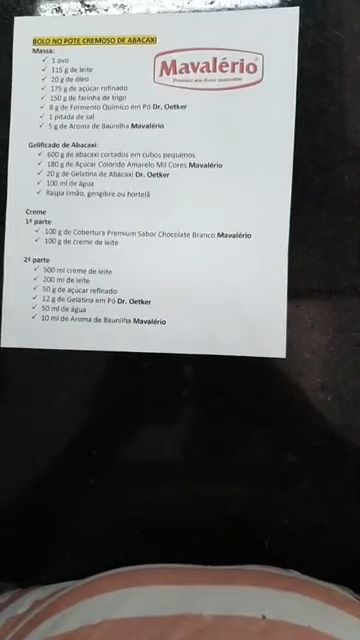 BOLO NO POTE CREMOSO DE ABACAXI
Massa:
✓ 1 ovo
✓ 115 g de leite
✓ 20 g de óleo
✓ 175 g de açúcar refinado
✓ 150 g de farinha de trigo
✓ 8 g de Fermento Químico em Pó Dr. Oetker
✓ 1 pitada de sal
✓ 5 g de Aroma de Baunilha Mavalério
Mavalério®
Gelificado de Abacaxi:
✓ 600 g de abacaxi cortados em cubos pequenos
✓ 180 g de Açúcar Colorido Amarelo Mil Cores Mavalério
✓ 20 g de Gelatina de Abacaxi Dr. Oetker
✓ 100 ml de água
✓ Raspa limão, gengibre ou hortelã
Creme
1ª parte
✓ 100 g de Cobertura Premium Sabor Chocolate Branco Mavalério
✓ 100 g de creme de leite
2ª parte
✓ 500 ml creme de leite
✓ 200 ml de leite
✓ 50 g de açúcar refinado
✓ 12 g de Gelatina em Pó Dr. Oetker
✓ 50 ml de água
✓ 10 ml de Aroma de Baunilha Mavalério